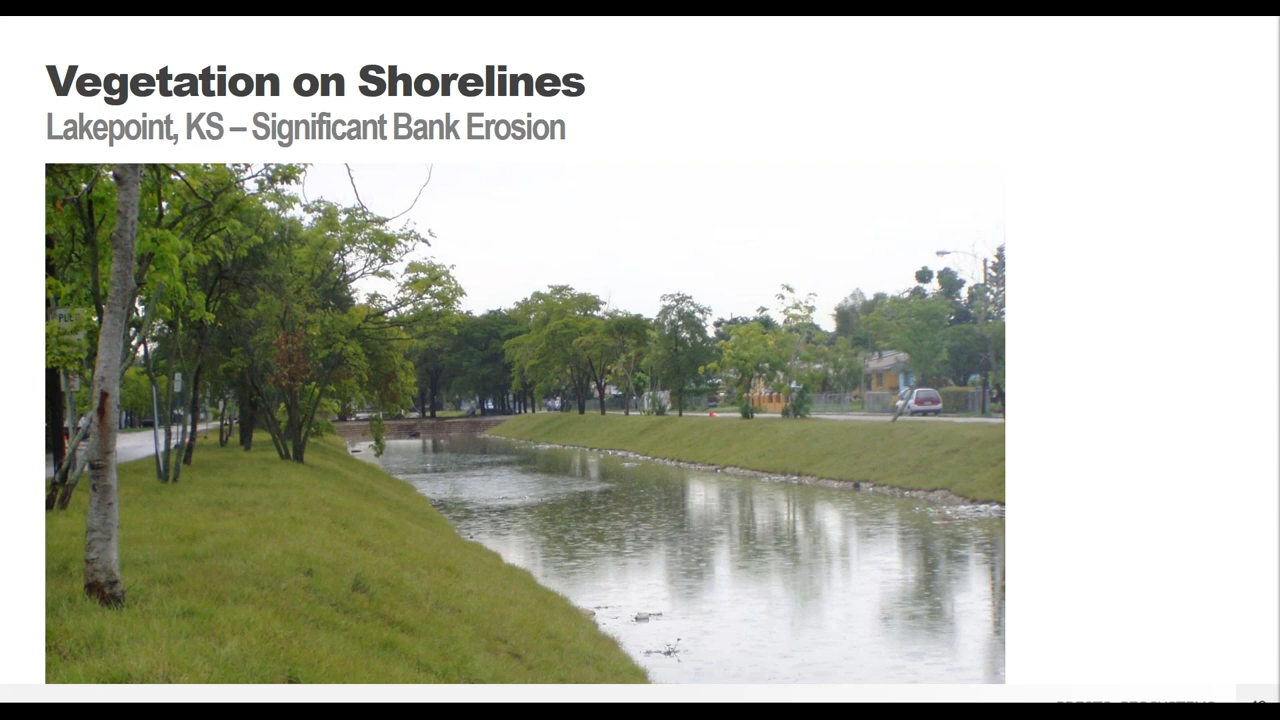 Vegetation on Shorelines
Lakepoint, KS – Significant Bank Erosion